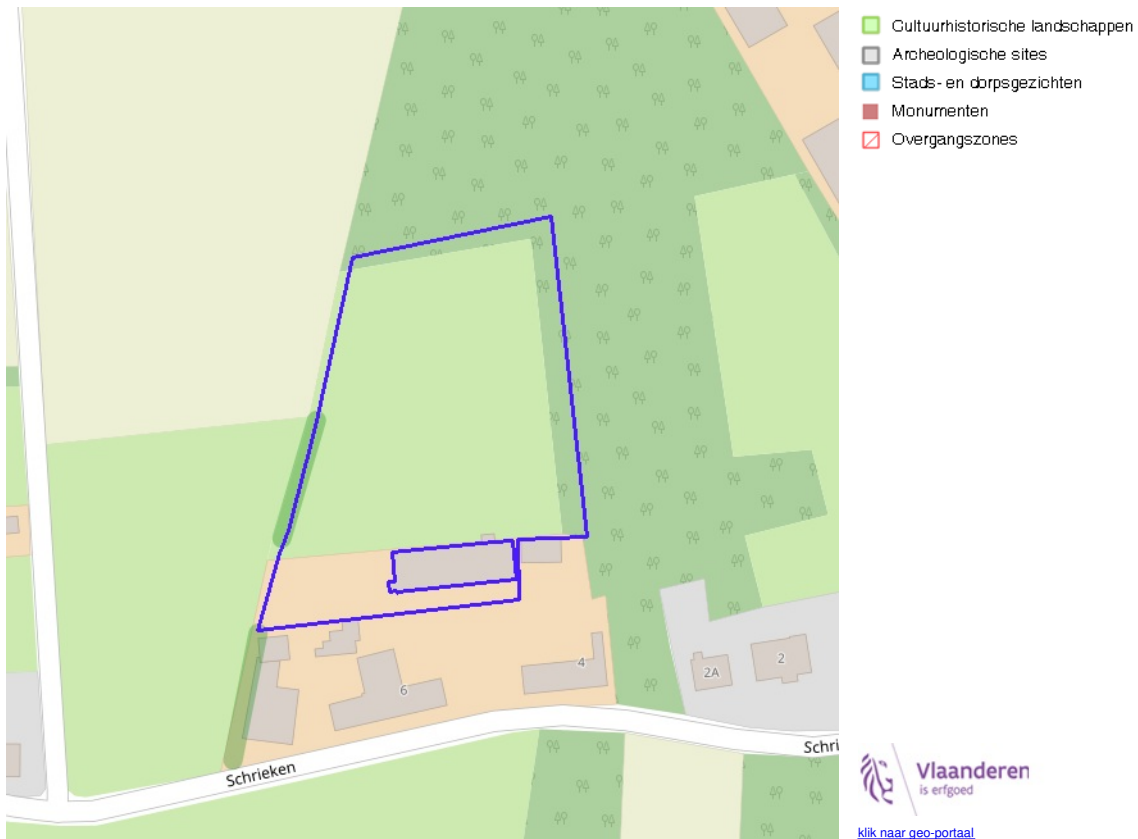 Cultuurhistorische landschappen
Archeologische sites
Stads- en dorpsgezichten
Monumenten
Overgangszones
4
6
2A
2
Schrieken
Schri
Vlaanderen
is erfgoed
klik naar geo-portaal